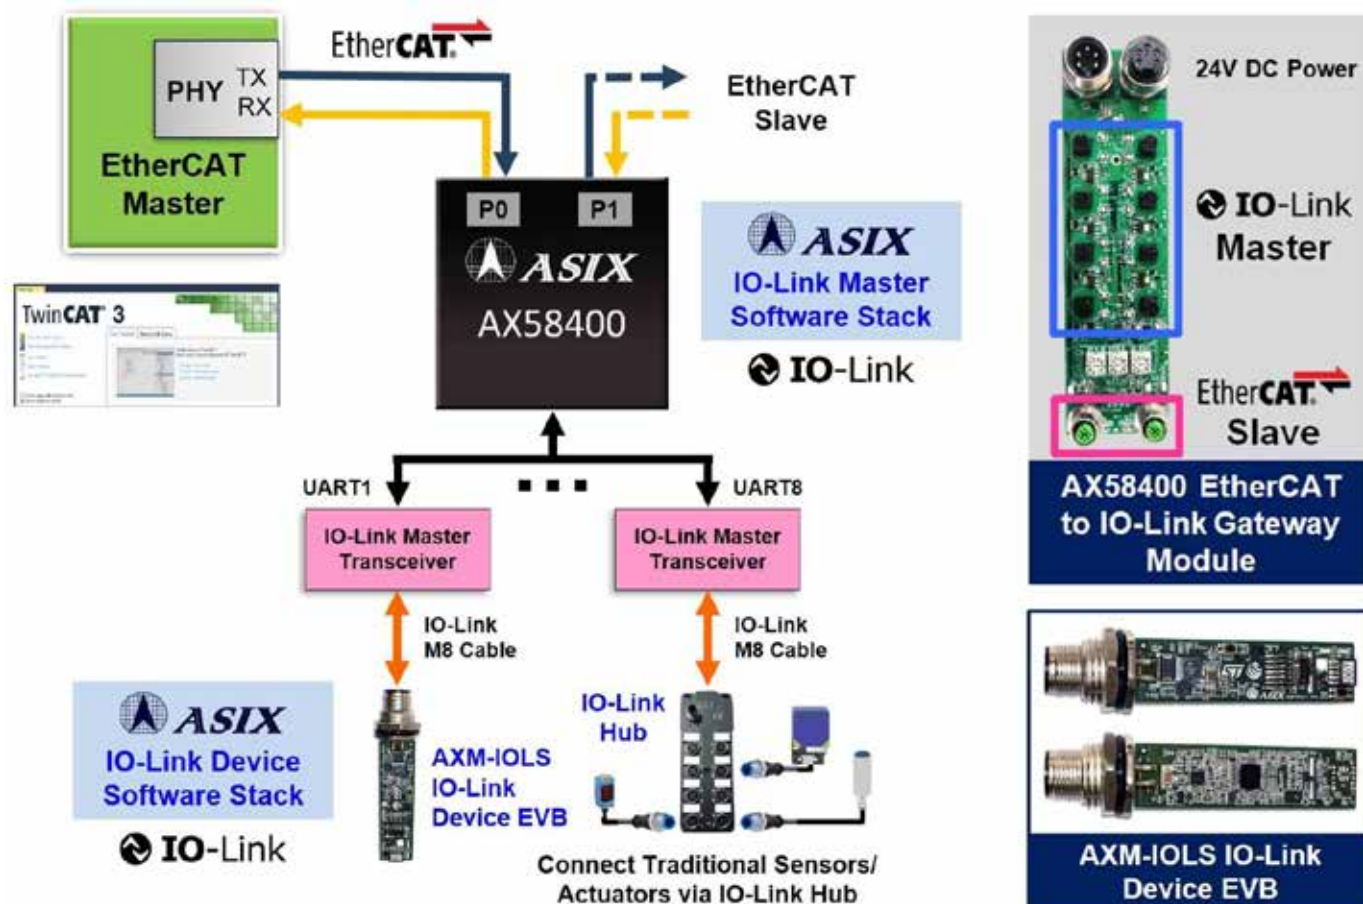 EtherCAT®
PHY
TX
RX
EtherCAT
Master
EtherCAT
Slave
P0
P1
ASIX
AX58400
ASIX
IO-Link Master
Software Stack
IO-Link
TwinCAT® 3
UART1
UART8
IO-Link Master
Transceiver
IO-Link Master
Transceiver
IO-Link
M8 Cable
IO-Link
M8 Cable
ASIX
IO-Link Device
Software Stack
IO-Link
AXM-IOLS
IO-Link
Device EVB
IO-Link
Hub
Connect Traditional Sensors/
Actuators via IO-Link Hub
24V DC Power
IO-Link
Master
EtherCAT®
Slave
AX58400 EtherCAT
to IO-Link Gateway
Module
ASIX
AXM-IOLS IO-Link
Device EVB